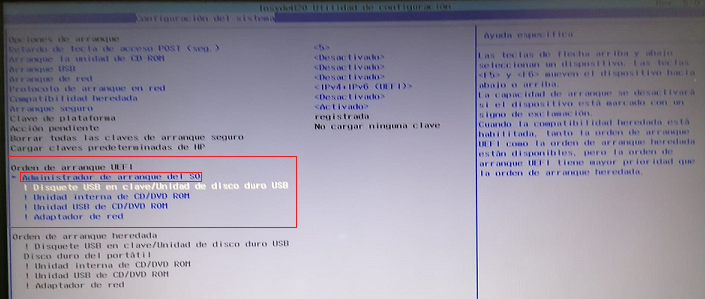 InsydeH20 Utilidad de configuración
Configuración del sistema
Opciones de arranque
Retardo de tecla de acceso POST (seg.) <5>
Arranque la unidad de CD ROM <Desactivado>
Arranque USB <Desactivado>
Arranque de red <Desactivado>
Protocolo de arranque en red <IPv4+IPv6 (UEFI)>
Compatibilidad heredada <Desactivado>
Arranque seguro <Activado>
Clave de plataforma registrada
Acción pendiente No cargar ninguna clave
Borrar todas las claves de arranque seguro
Cargar claves predeterminadas de HP
Orden de arranque UEFI
Administrador de arranque del SO
! Disquete USB en clave/Unidad de disco duro USB
! Unidad interna de CD/DVD ROM
! Unidad USB de CD/DVD ROM
! Adaptador de red
Orden de arranque heredada
! Disquete USB en clave/Unidad de disco duro USB
Disco duro del portátil
! Unidad interna de CD/DVD ROM
! Unidad USB de CD/DVD ROM
! Adaptador de red
Ayuda específica
Las teclas de flecha arriba y abajo
seleccionan un dispositivo. Las teclas
<F5> y <F6> mueven el dispositivo hacia
abajo o arriba.
La capacidad de arranque se desactivará
si el dispositivo está marcado con un
signo de exclamación.
Cuando la compatibilidad heredada está
habilitada, tanto la orden de arranque
UEFI como la orden de arranque heredada
están disponibles, pero la orden de
arranque UEFI tiene mayor prioridad que
la orden de arranque heredada.